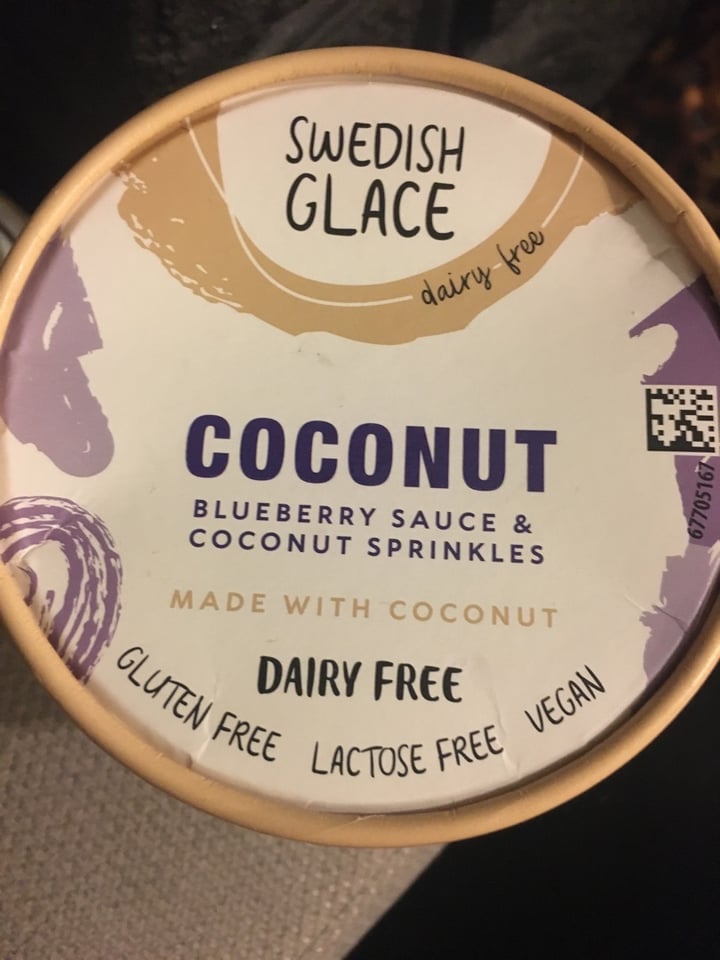 SWEDISH
GLACE
dairy free
COCONUT
BLUEBERRY SAUCE &
COCONUT SPRINKLES
MADE WITH COCONUT
DAIRY FREE
GLUTEN FREE LACTOSE FREE VEGAN
67705167